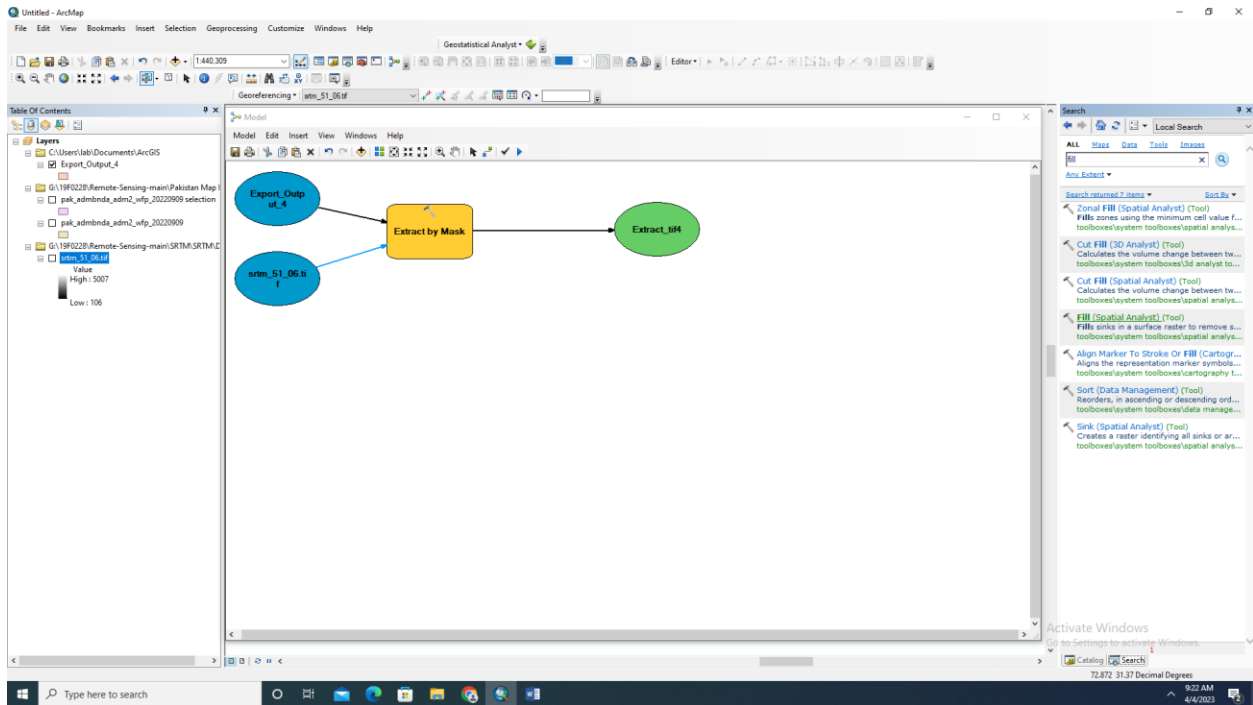 Untitled - ArcMap
File Edit View Bookmarks Insert Selection Geoprocessing Customize Windows Help
Geostatistical Analyst
1:440,309
Editor
Georeferencing srtm_51_06.tif
Table Of Contents
Layers
C:\Users\lab\Documents\ArcGIS
Export_Output_4
G:\19F0228\Remote-Sensing-main\Pakistan Map
pak_admbnda_adm2_wfp_20220909 selection
pak_admbnda_adm2_wfp_20220909
G:\19F0228\Remote-Sensing-main\SRTM\SRTM\D
srtm_51_06.tif
Value
High : 5007
Low : 106
Model
Model Edit Insert View Windows Help
Export_Outp
ut_4
Extract by Mask
Extract_tif4
srtm_51_06.ti
f
Search
Local Search
ALL Maps Data Tools Images
fill
Any Extent
Search returned 7 items Sort By
Zonal Fill (Spatial Analyst) (Tool)
Fills zones using the minimum cell value f...
toolboxes\system toolboxes\spatial analys...
Cut Fill (3D Analyst) (Tool)
Calculates the volume change between tw...
toolboxes\system toolboxes\3d analyst to...
Cut Fill (Spatial Analyst) (Tool)
Calculates the volume change between tw...
toolboxes\system toolboxes\spatial analys...
Fill (Spatial Analyst) (Tool)
Fills sinks in a surface raster to remove s...
toolboxes\system toolboxes\spatial analys...
Align Marker To Stroke Or Fill (Cartogr...
Aligns the representation marker symbols...
toolboxes\system toolboxes\cartography t...
Sort (Data Management) (Tool)
Reorders, in ascending or descending ord...
toolboxes\system toolboxes\data manage...
Sink (Spatial Analyst) (Tool)
Creates a raster identifying all sinks or ar...
toolboxes\system toolboxes\spatial analys...
Activate Windows
Go to Settings to activate Windows.
1
Catalog Search
72.872 31.37 Decimal Degrees
Type here to search
9:22 AM
4/4/2023
2